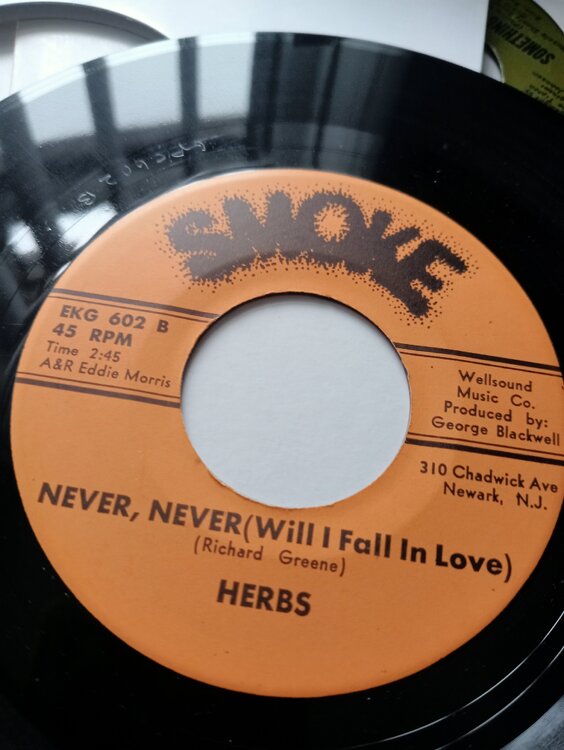 SMOKE
EKG 602 B
45 RPM
Time 2:45
A&R Eddie Morris
Wellsound
Music Co.
Produced by:
George Blackwell
310 Chadwick Ave
Newark, N.J.
NEVER, NEVER(Will I Fall In Love)
(Richard Greene)
HERBS
SOMETHING